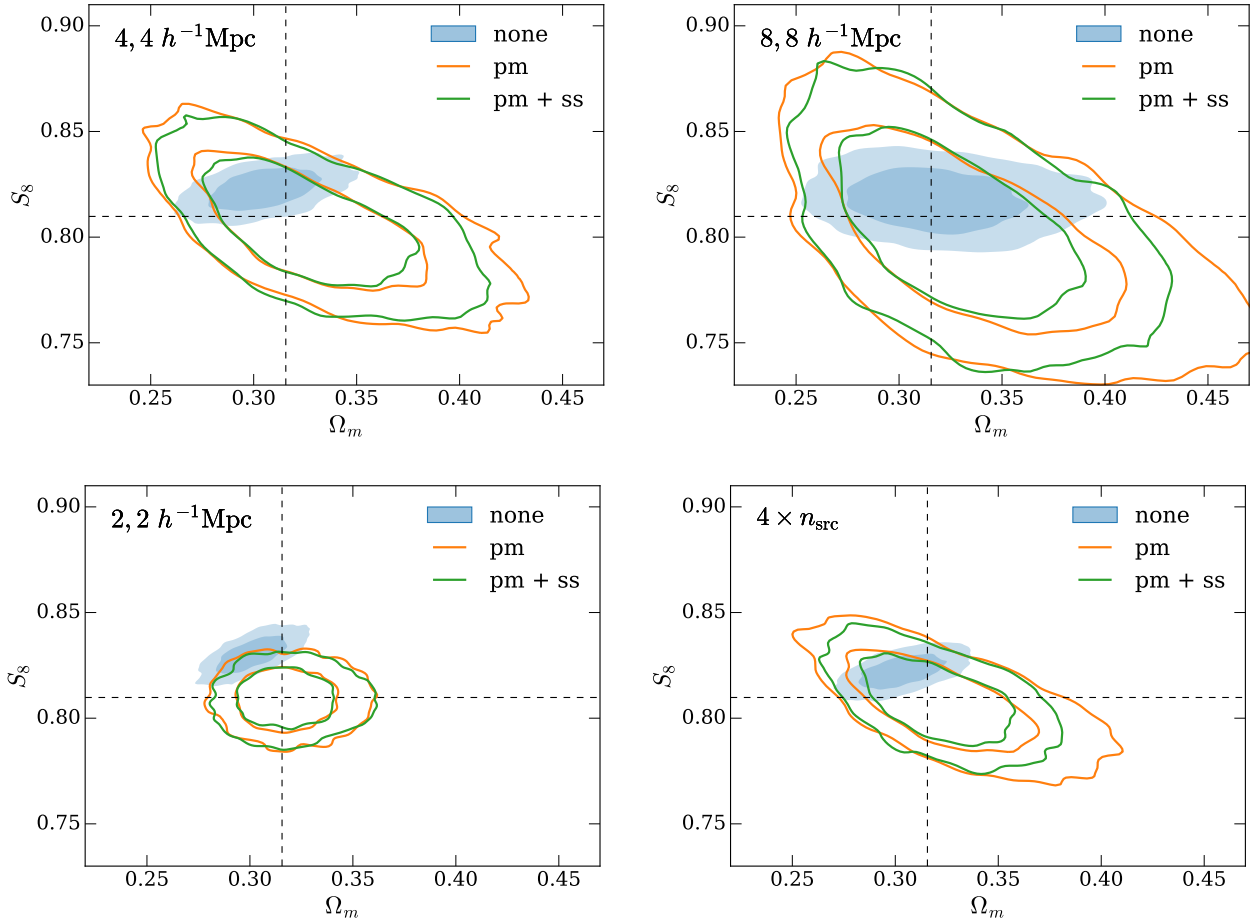 0.90
0.85
0.80
0.75
S₈
4, 4 h⁻¹Mpc
none
pm
pm + ss
0.25 0.30 0.35 0.40 0.45
Ωₘ
0.90
0.85
0.80
0.75
S₈
8, 8 h⁻¹Mpc
none
pm
pm + ss
0.25 0.30 0.35 0.40 0.45
Ωₘ
0.90
0.85
0.80
0.75
S₈
2, 2 h⁻¹Mpc
none
pm
pm + ss
0.25 0.30 0.35 0.40 0.45
Ωₘ
0.90
0.85
0.80
0.75
S₈
4 × n_src
none
pm
pm + ss
0.25 0.30 0.35 0.40 0.45
Ωₘ